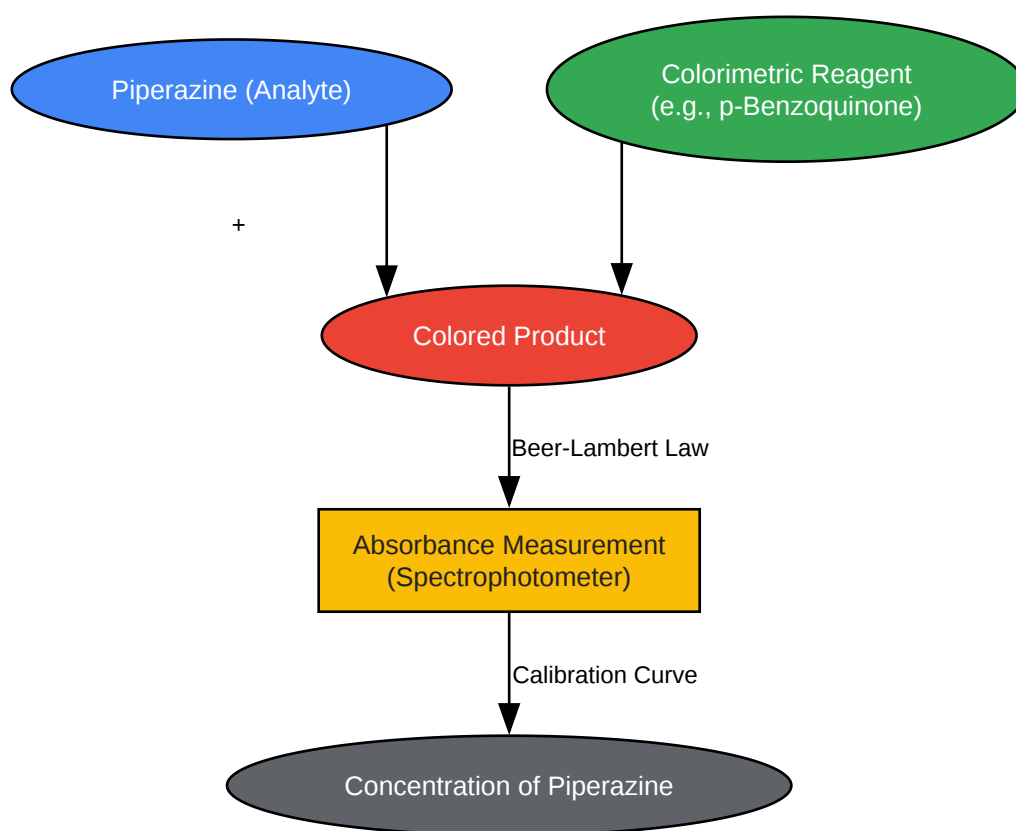 Piperazine (Analyte)
Colorimetric Reagent
(e.g., p-Benzoquinone)
+
Colored Product
Beer-Lambert Law
Absorbance Measurement
(Spectrophotometer)
Calibration Curve
Concentration of Piperazine